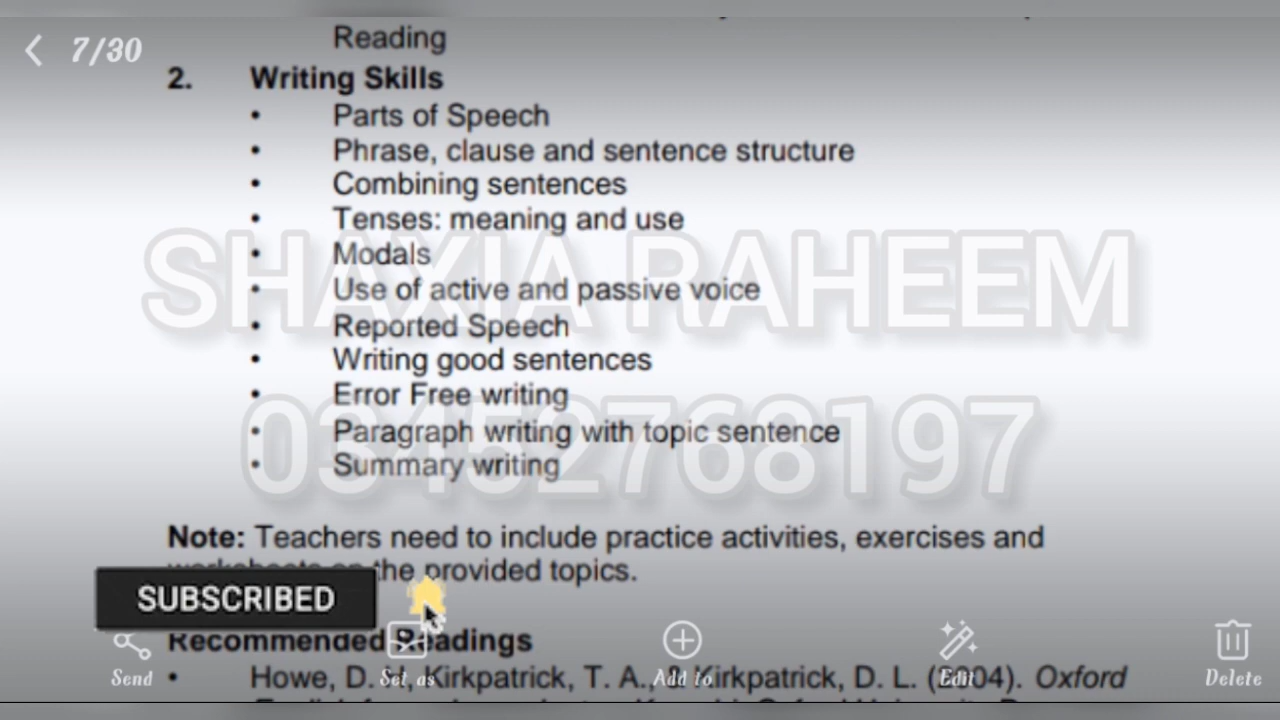 Reading
7/30
2. Writing Skills
• Parts of Speech
• Phrase, clause and sentence structure
• Combining sentences
• Tenses: meaning and use
• Modals
• Use of active and passive voice
• Reported Speech
• Writing good sentences
• Error Free writing
• Paragraph writing with topic sentence
• Summary writing
SHAXIA RAHEEM
03452768197
Note: Teachers need to include practice activities, exercises and
the provided topics.
SUBSCRIBED
Recommended Readings
• Howe, D. H, Kirkpatrick, T. A., & Kirkpatrick, D. L. (2004). Oxford
Send
Set as
Add to
Edit
Delete